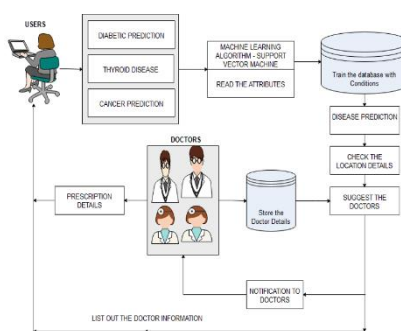 USERS
DIABETIC PREDICTION
THYROID DISEASE
CANCER PREDICTION
MACHINE LEARNING
ALGORITHM - SUPPORT
VECTOR MACHINE
READ THE ATTRIBUTES
Train the database with
Conditions
DISEASE PREDICTION
CHECK THE
LOCATION DETAILS
SUGGEST THE
DOCTORS
DOCTORS
PRESCRIPTION
DETAILS
Store the
Doctor Details
NOTIFICATION TO
DOCTORS
LIST OUT THE DOCTOR INFORMATION